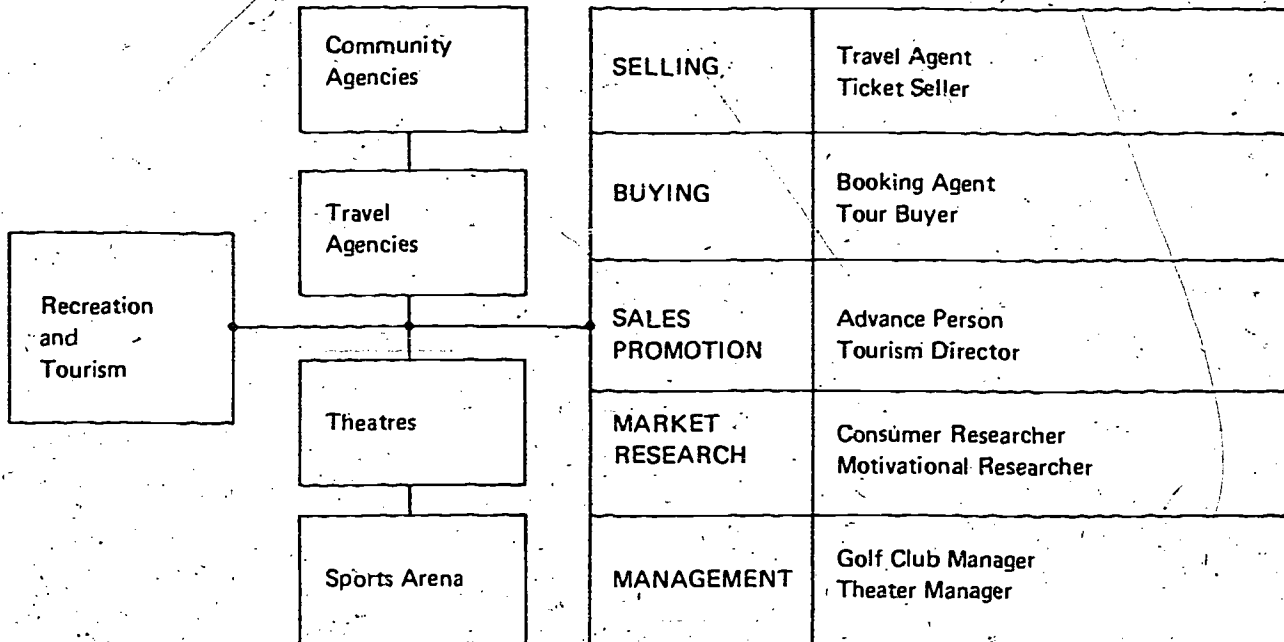 Recreation
and
Tourism
Community
Agencies
Travel
Agencies
Theatres
Sports Arena
SELLING
Travel Agent
Ticket Seller
BUYING
Booking Agent
Tour Buyer
SALES
PROMOTION
Advance Person
Tourism Director
MARKET
RESEARCH
Consumer Researcher
Motivational Researcher
MANAGEMENT
Golf Club Manager
Theater Manager